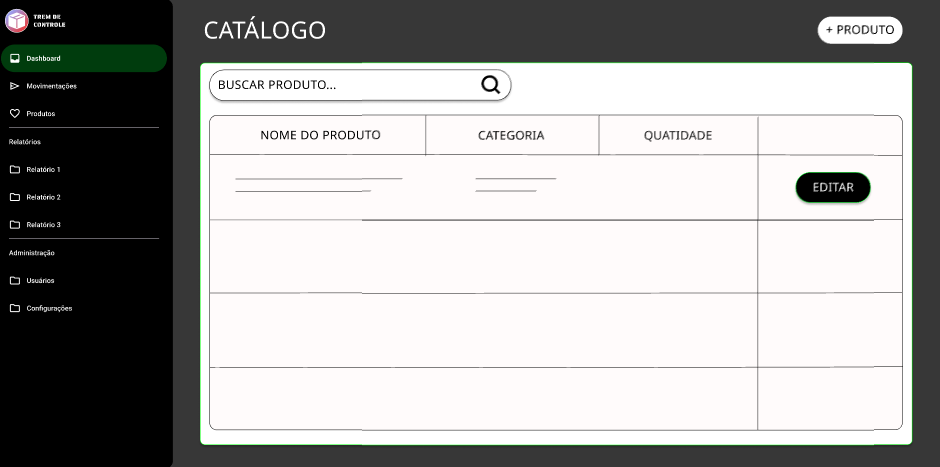 TREM DE
CONTROLE
Dashboard
Movimentações
Produtos
Relatórios
Relatório 1
Relatório 2
Relatório 3
Administração
Usuários
Configurações
CATÁLOGO
+ PRODUTO
BUSCAR PRODUTO...
NOME DO PRODUTO
CATEGORIA
QUATIDADE
EDITAR